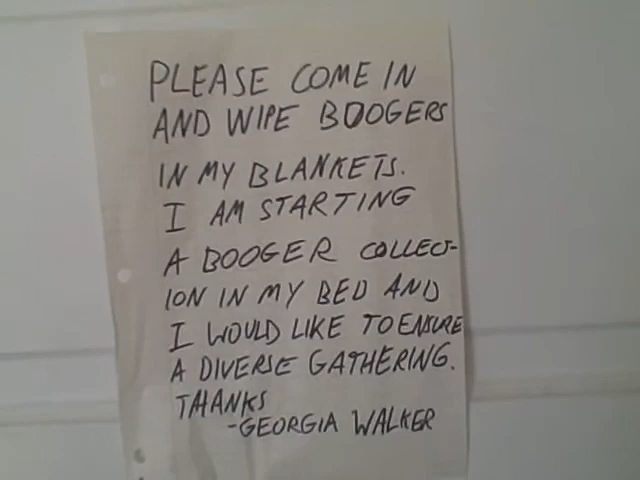 PLEASE COME IN
AND WIPE BOOGERS
IN MY BLANKETS.
I AM STARTING
A BOOGER COLLECT-
ION IN MY BED AND
I WOULD LIKE TO ENSURE
A DIVERSE GATHERING.
THANKS
-GEORGIA WALKER